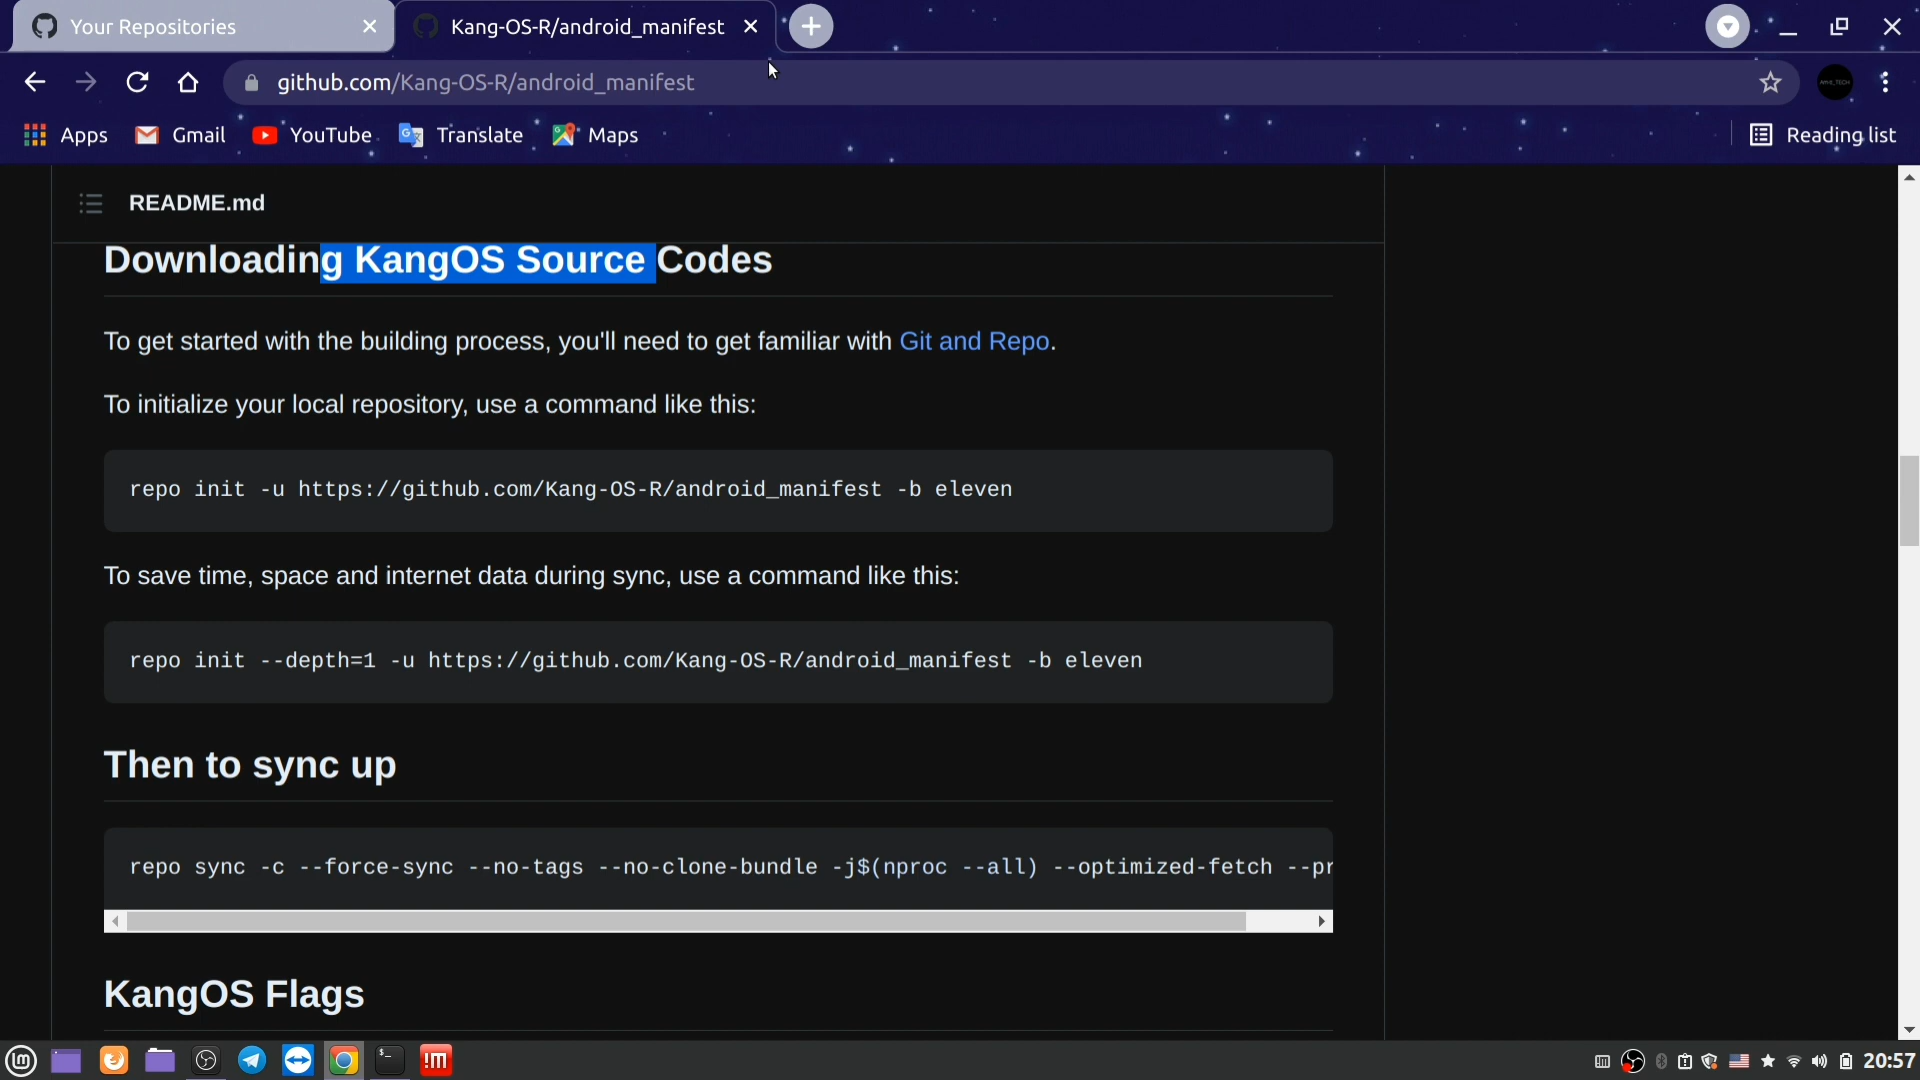 Your Repositories
Kang-OS-R/android_manifest
github.com/Kang-OS-R/android_manifest
Apps
Gmail
YouTube
Translate
Maps
Reading list
README.md
Downloading KangOS Source Codes
To get started with the building process, you'll need to get familiar with Git and Repo.
To initialize your local repository, use a command like this:
repo init -u https://github.com/Kang-OS-R/android_manifest -b eleven
To save time, space and internet data during sync, use a command like this:
repo init --depth=1 -u https://github.com/Kang-OS-R/android_manifest -b eleven
Then to sync up
repo sync -c --force-sync --no-tags --no-clone-bundle -j$(nproc --all) --optimized-fetch --pr
KangOS Flags
20:57